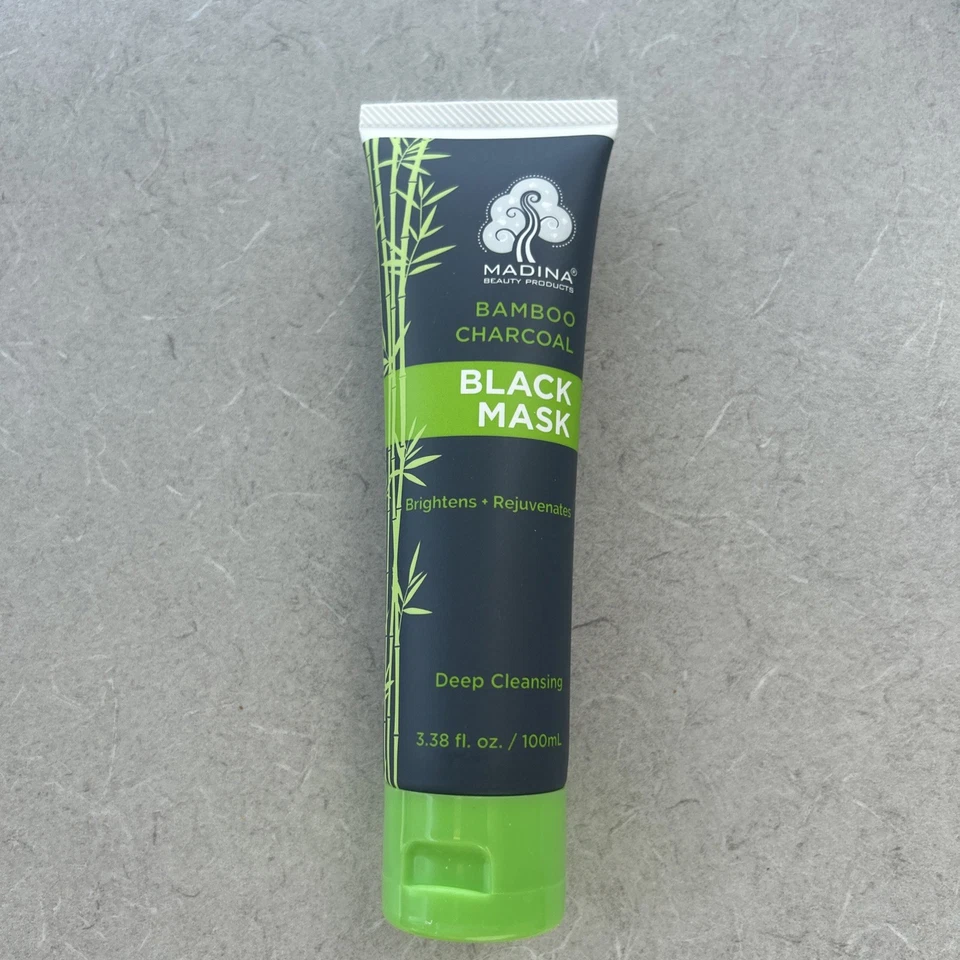 MADINA®
BEAUTY PRODUCTS
BAMBOO
CHARCOAL
BLACK
MASK
Brightens + Rejuvenates
Deep Cleansing
3.38 fl. oz. / 100mL